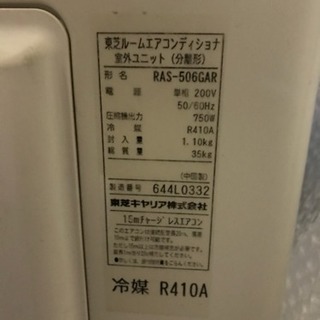 東芝ルームエアコンディショナ
室外ユニット（分離形）
形名 RAS-506GAR
電源 単相 200V
50/60Hz
圧縮機出力 750W
冷媒 R410A
封入量 1.10kg
質量 35kg
（中国製）
製造番号 644L0332
東芝キヤリア株式会社
15mチャージレスエアコン
冷媒 R410A